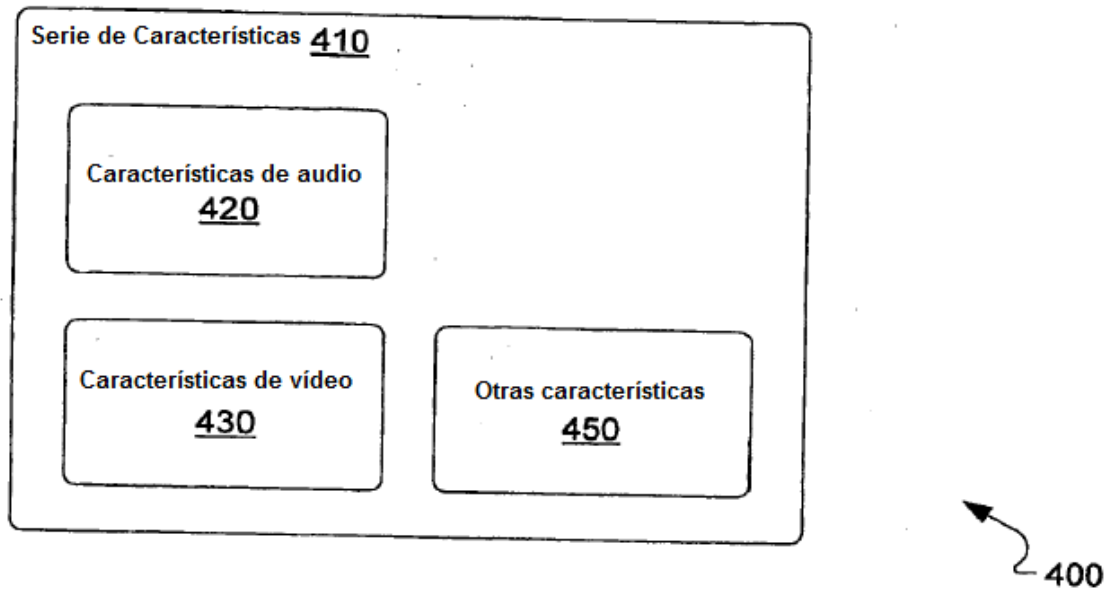 Serie de Características 410
Características de audio
420
Características de vídeo
430
Otras características
450
400